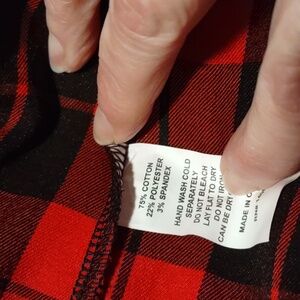 75% COTTON
22% POLYESTER
3% SPANDEX
HAND WASH COLD
SEPARATELY
DO NOT BLEACH
LAY FLAT TO DRY
DO NOT IRON
CAN BE DRY
MADE IN